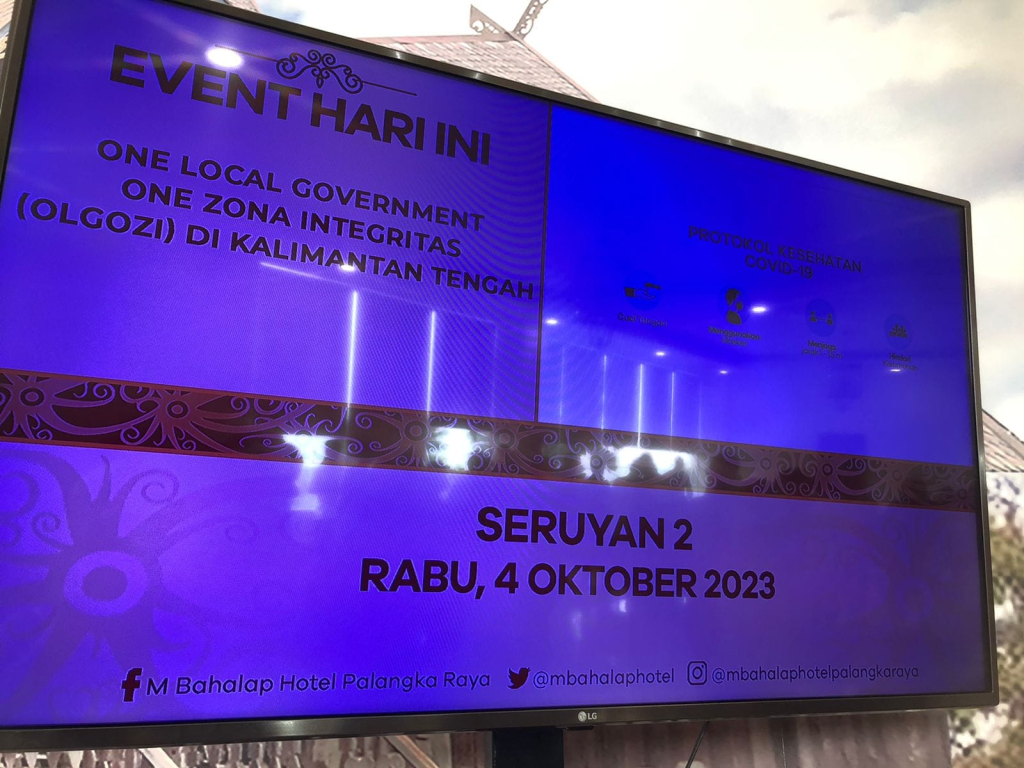 EVENT HARI INI
ONE LOCAL GOVERNMENT
ONE ZONA INTEGRITAS
(OLGOZI) DI KALIMANTAN TENGAH
PROTOKOL KESEHATAN
COVID-19
SERUYAN 2
RABU, 4 OKTOBER 2023
M Bahalap Hotel Palangka Raya @mbahalaphotel @mbahalaphotelpalangkaraya
LG